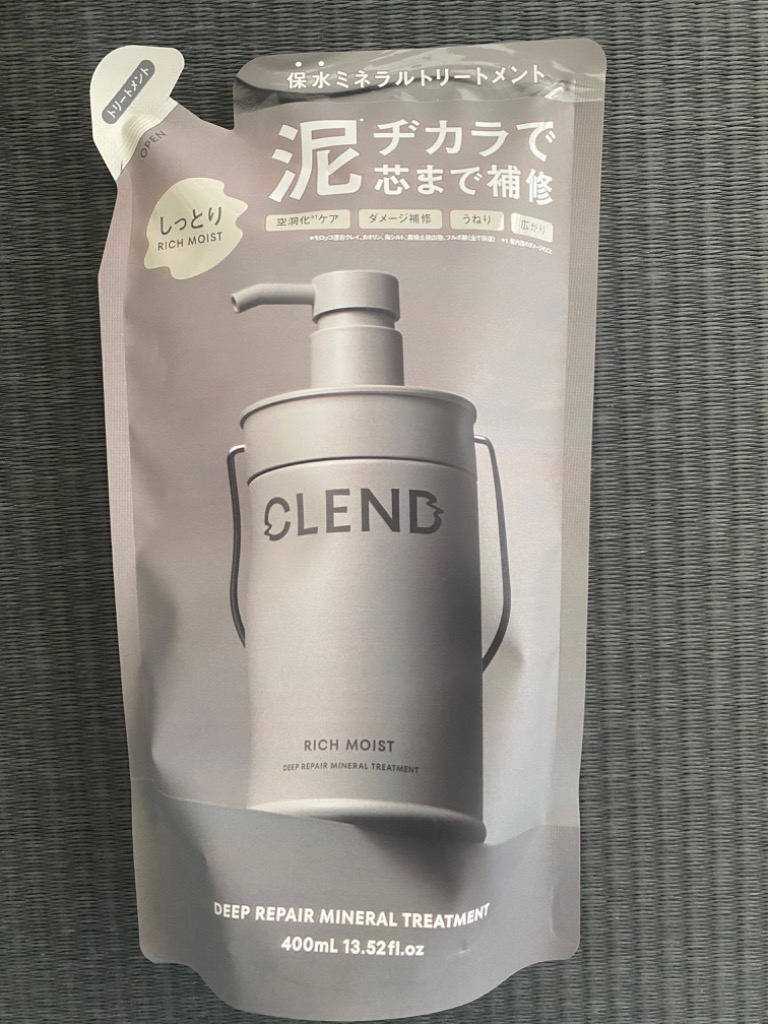 トリートメント
OPEN
保水ミネラルトリートメント
泥*ヂカラで
芯まで補修
しっとり
RICH MOIST
空洞化*1ケア ダメージ補修 うねり 広がり
CLEND
RICH MOIST
DEEP REPAIR MINERAL TREATMENT
DEEP REPAIR MINERAL TREATMENT
400mL 13.52fl.oz